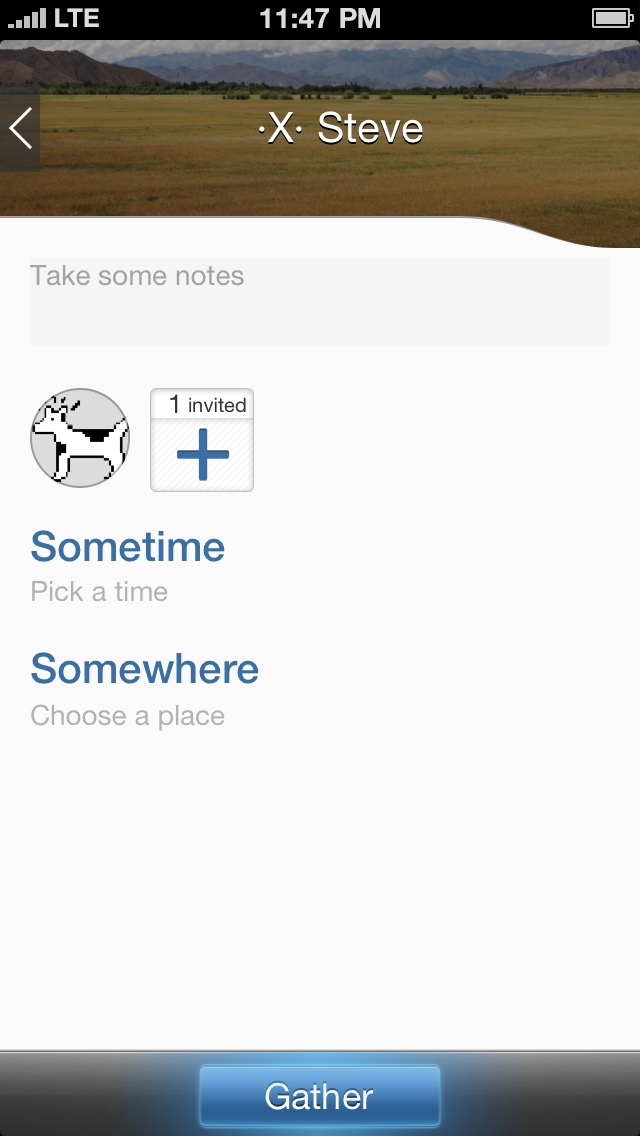 LTE 11:47 PM
·X· Steve
Take some notes
1 invited
Sometime
Pick a time
Somewhere
Choose a place
Gather